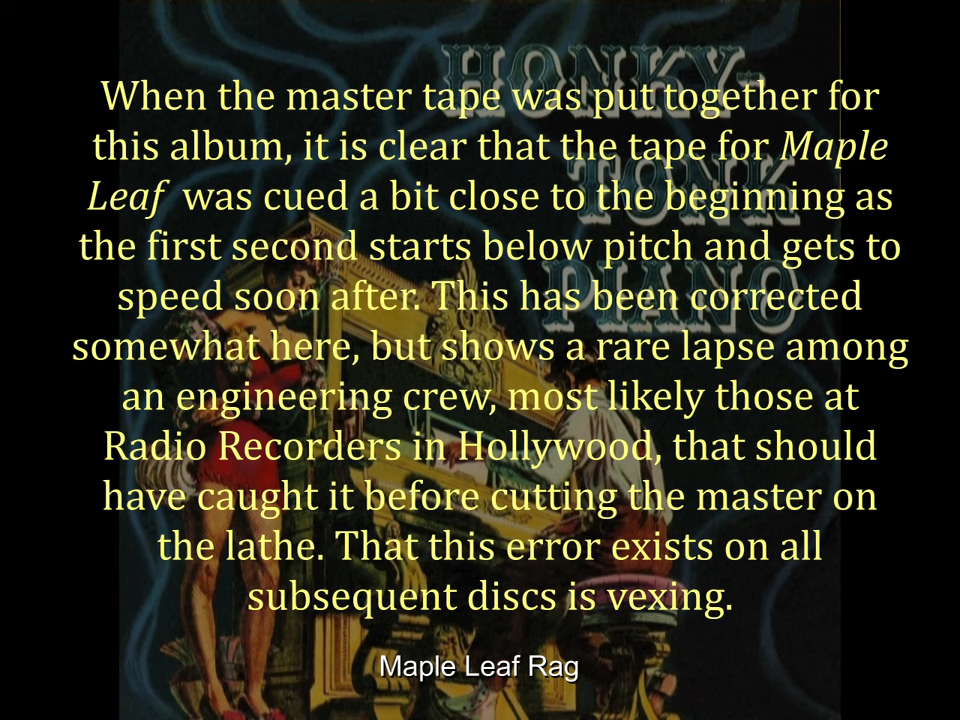 HONKY-
TONK
PIANO
When the master tape was put together for
this album, it is clear that the tape for Maple
Leaf was cued a bit close to the beginning as
the first second starts below pitch and gets to
speed soon after. This has been corrected
somewhat here, but shows a rare lapse among
an engineering crew, most likely those at
Radio Recorders in Hollywood, that should
have caught it before cutting the master on
the lathe. That this error exists on all
subsequent discs is vexing.
Maple Leaf Rag